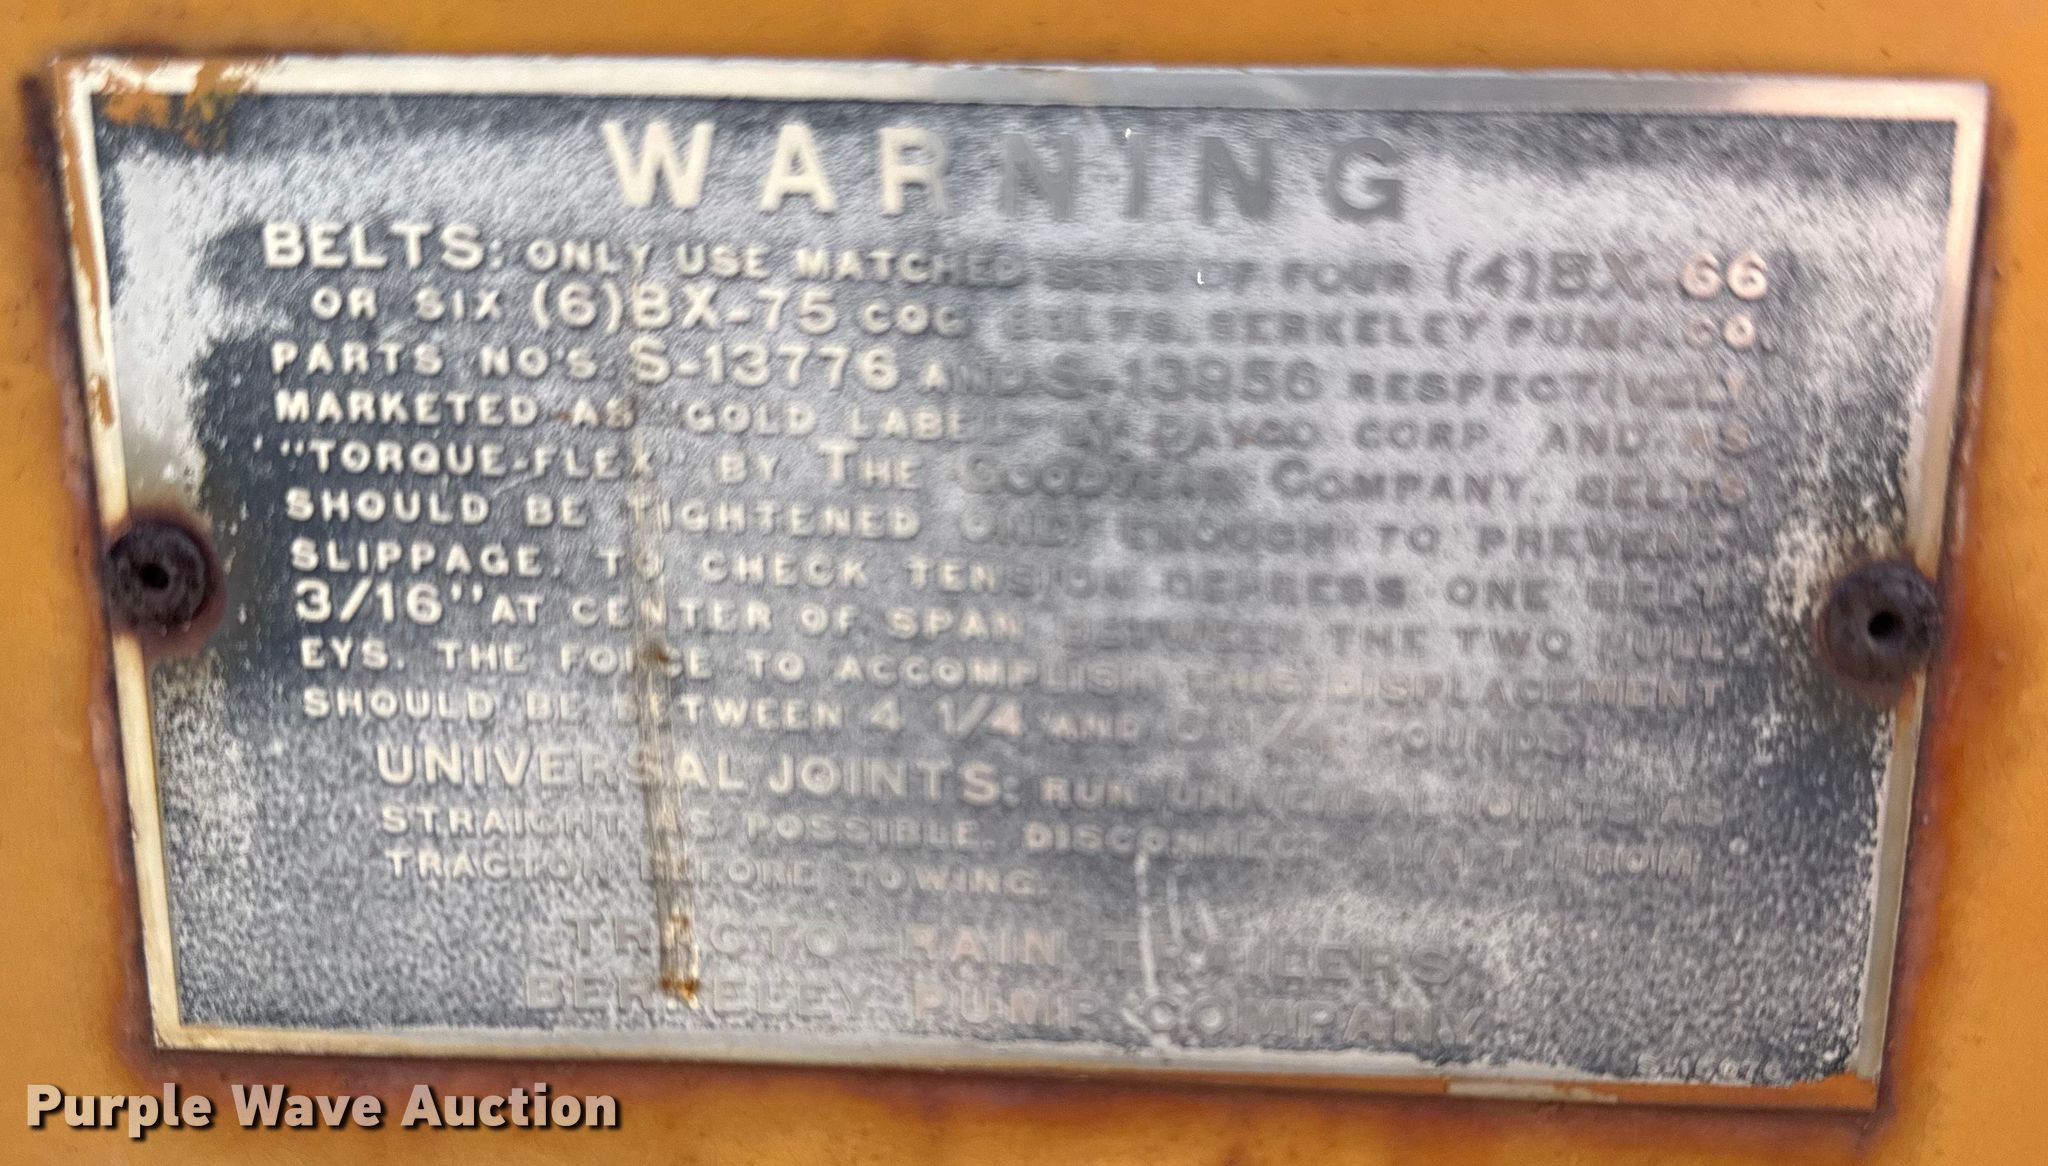 WARNING
BELTS: ONLY USE MATCHED SETS OF FOUR (4)BX-66
OR SIX (6)BX-75 COG BELTS. BERKELEY PUMP CO.
PARTS NO'S S-13776 AND S-13956 RESPECTIVELY
MARKETED AS "GOLD LABEL" BY DAYCO CORP. AND AS
"TORQUE-FLEX" BY THE GOODYEAR COMPANY. BELTS
SHOULD BE TIGHTENED ONLY ENOUGH TO PREVENT
SLIPPAGE. TO CHECK TENSION DEPRESS ONE BELT
3/16" AT CENTER OF SPAN BETWEEN THE TWO PULL-
EYS. THE FORCE TO ACCOMPLISH THIS DISPLACEMENT
SHOULD BE BETWEEN 4 1/4 AND 1/4 POUNDS
UNIVERSAL JOINTS: RUN UNIVERSAL JOINTS AS
STRAIGHT AS POSSIBLE. DISCONNECT SHAFT FROM
TRACTOR BEFORE TOWING.
TRACTO-RAIN TRAILERS
BERKELEY PUMP COMPANY
Purple Wave Auction